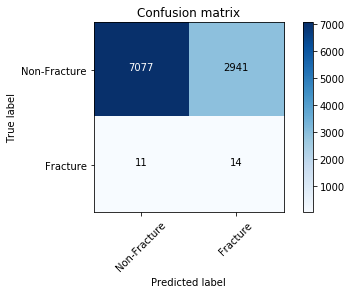 Confusion matrix
True label
Non-Fracture
7077 2941
Fracture
11 14
Non-Fracture
Fracture
Predicted label
7000
6000
5000
4000
3000
2000
1000